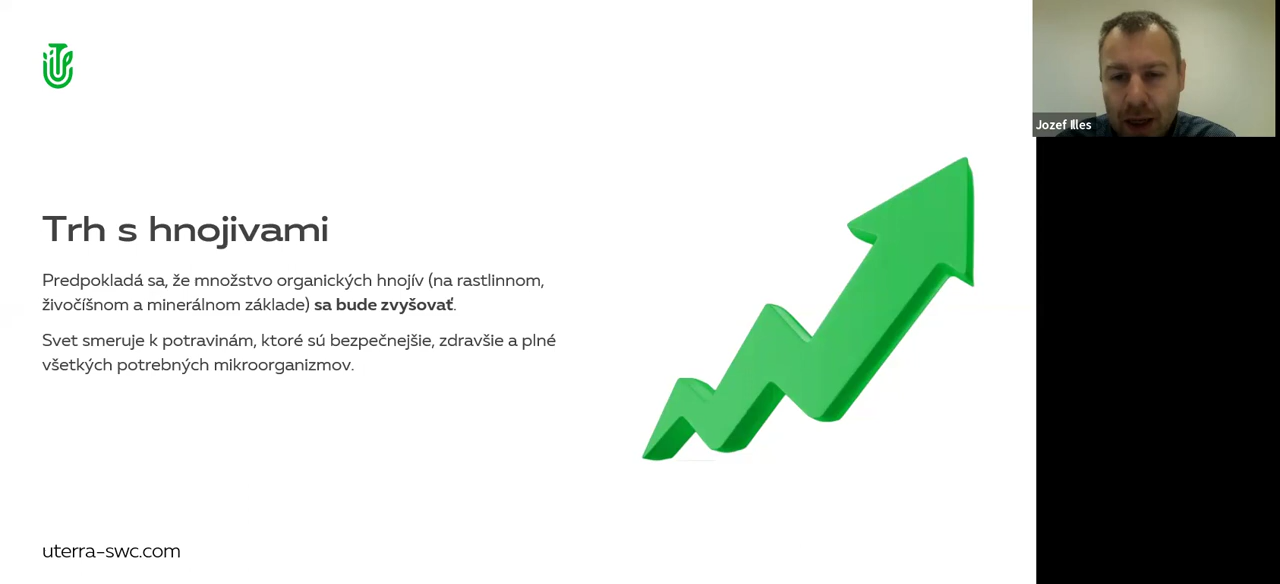 Trh s hnojivami
Predpokladá sa, že množstvo organických hnojív (na rastlinnom,
živočíšnom a minerálnom základe) sa bude zvyšovať.
Svet smeruje k potravinám, ktoré sú bezpečnejšie, zdravšie a plné
všetkých potrebných mikroorganizmov.
uterra-swc.com
Jozef Illes